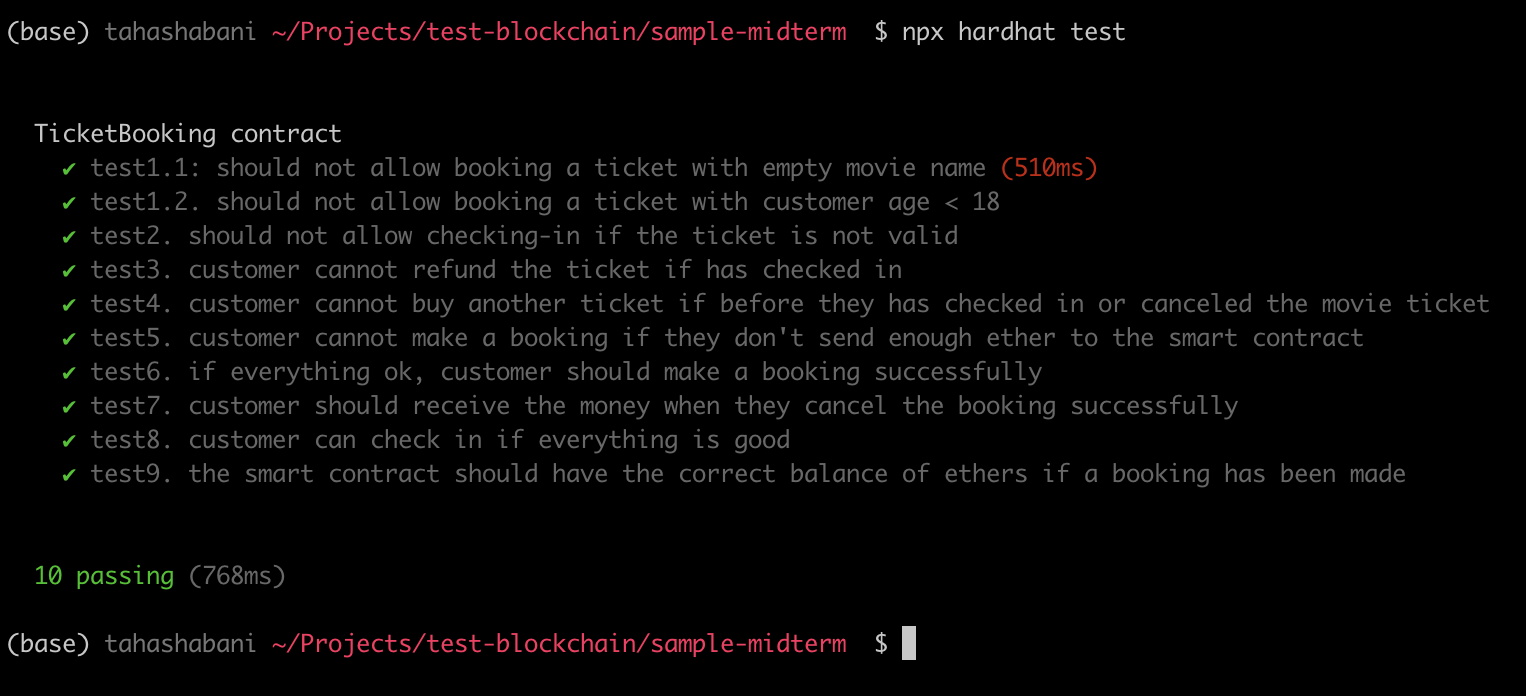 (base) tahashabani ~/Projects/test-blockchain/sample-midterm $ npx hardhat test
TicketBooking contract
✔ test1.1: should not allow booking a ticket with empty movie name (510ms)
✔ test1.2. should not allow booking a ticket with customer age < 18
✔ test2. should not allow checking-in if the ticket is not valid
✔ test3. customer cannot refund the ticket if has checked in
✔ test4. customer cannot buy another ticket if before they has checked in or canceled the movie ticket
✔ test5. customer cannot make a booking if they don't send enough ether to the smart contract
✔ test6. if everything ok, customer should make a booking successfully
✔ test7. customer should receive the money when they cancel the booking successfully
✔ test8. customer can check in if everything is good
✔ test9. the smart contract should have the correct balance of ethers if a booking has been made
10 passing (768ms)
(base) tahashabani ~/Projects/test-blockchain/sample-midterm $